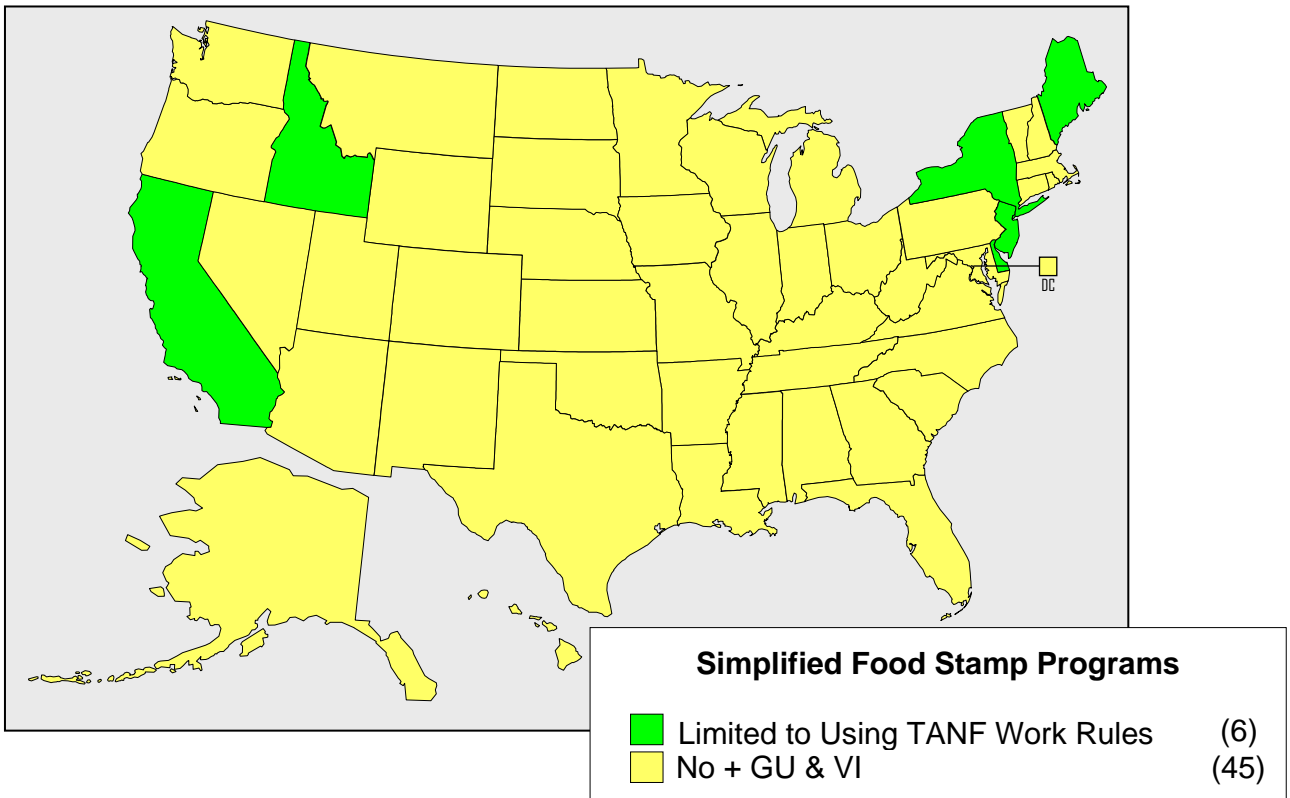 DC
Simplified Food Stamp Programs
Limited to Using TANF Work Rules (6)
No + GU & VI (45)